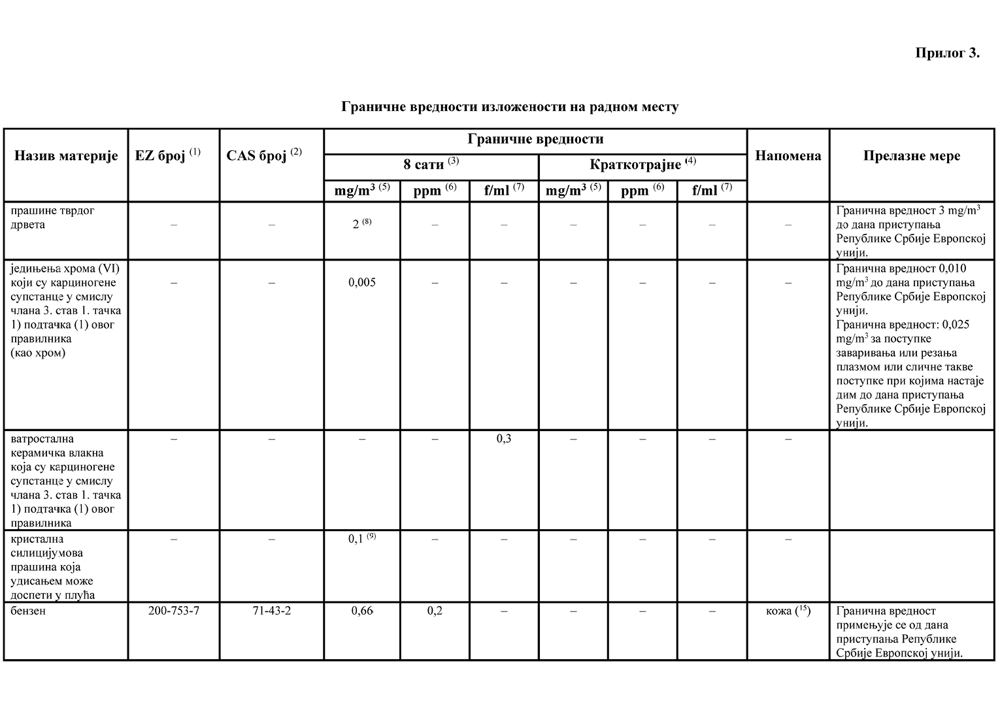 Прилог 3.
Граничне вредности изложености на радном месту
Назив материје
EZ број (1)
CAS број (2)
Граничне вредности
Напомена
Прелазне мере
8 сати (3)
Краткотрајне (4)
mg/m³ (5)
ppm (6)
f/ml (7)
mg/m³ (5)
ppm (6)
f/ml (7)
прашине тврдог
дрвета
–
–
2 (8)
–
–
–
–
–
–
Гранична вредност 3 mg/m³
до дана приступања
Републике Србије Европској
унији.
једињења хрома (VI)
који су карциногене
супстанце у смислу
члана 3. став 1. тачка
1) подтачка (1) овог
правилника
(као хром)
–
–
0,005
–
–
–
–
–
–
Гранична вредност 0,010
mg/m³ до дана приступања
Републике Србије Европској
унији.
Гранична вредност: 0,025
mg/m³ за поступке
заваривања или резања
плазмом или сличне такве
поступке при којима настаје
дим до дана приступања
Републике Србије Европској
унији.
ватростална
керамичка влакна
која су карциногене
супстанце у смислу
члана 3. став 1. тачка
1) подтачка (1) овог
правилника
–
–
–
–
0,3
–
–
–
–
кристална
силицијумова
прашина која
удисањем може
доспети у плућа
–
–
0,1 (9)
–
–
–
–
–
–
бензен
200-753-7
71-43-2
0,66
0,2
–
–
–
–
кожа (15)
Гранична вредност
примењује се од дана
приступања Републике
Србије Европској унији.